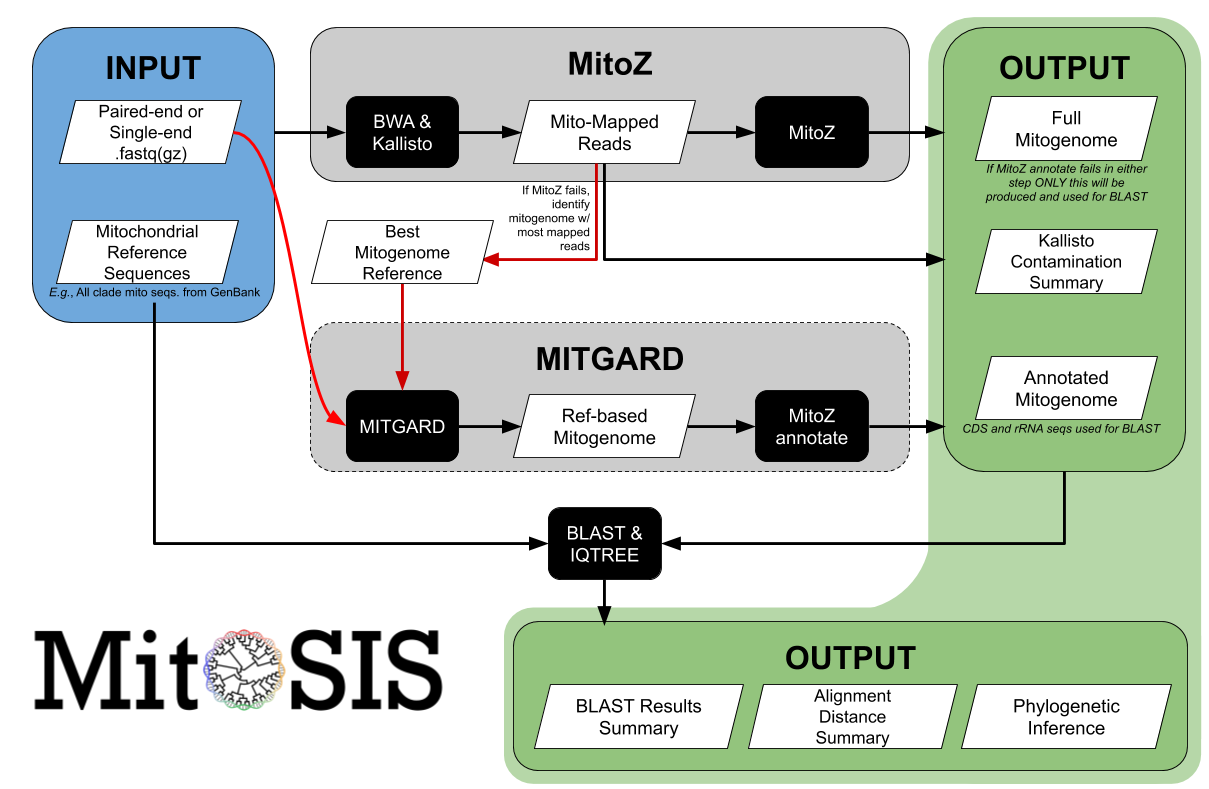 INPUT
Paired-end or
Single-end
.fastq(gz)
Mitochondrial
Reference
Sequences
E.g., All clade mito seqs. from GenBank
MitoZ
BWA &
Kallisto
Mito-Mapped
Reads
MitoZ
If MitoZ fails,
identify
mitogenome w/
most mapped
reads
Best
Mitogenome
Reference
MITGARD
MITGARD
Ref-based
Mitogenome
MitoZ
annotate
OUTPUT
Full
Mitogenome
If MitoZ annotate fails in either
step ONLY this will be
produced and used for BLAST
Kallisto
Contamination
Summary
Annotated
Mitogenome
CDS and rRNA seqs used for BLAST
BLAST &
IQTREE
OUTPUT
BLAST Results
Summary
Alignment
Distance
Summary
Phylogenetic
Inference
MitoSIS